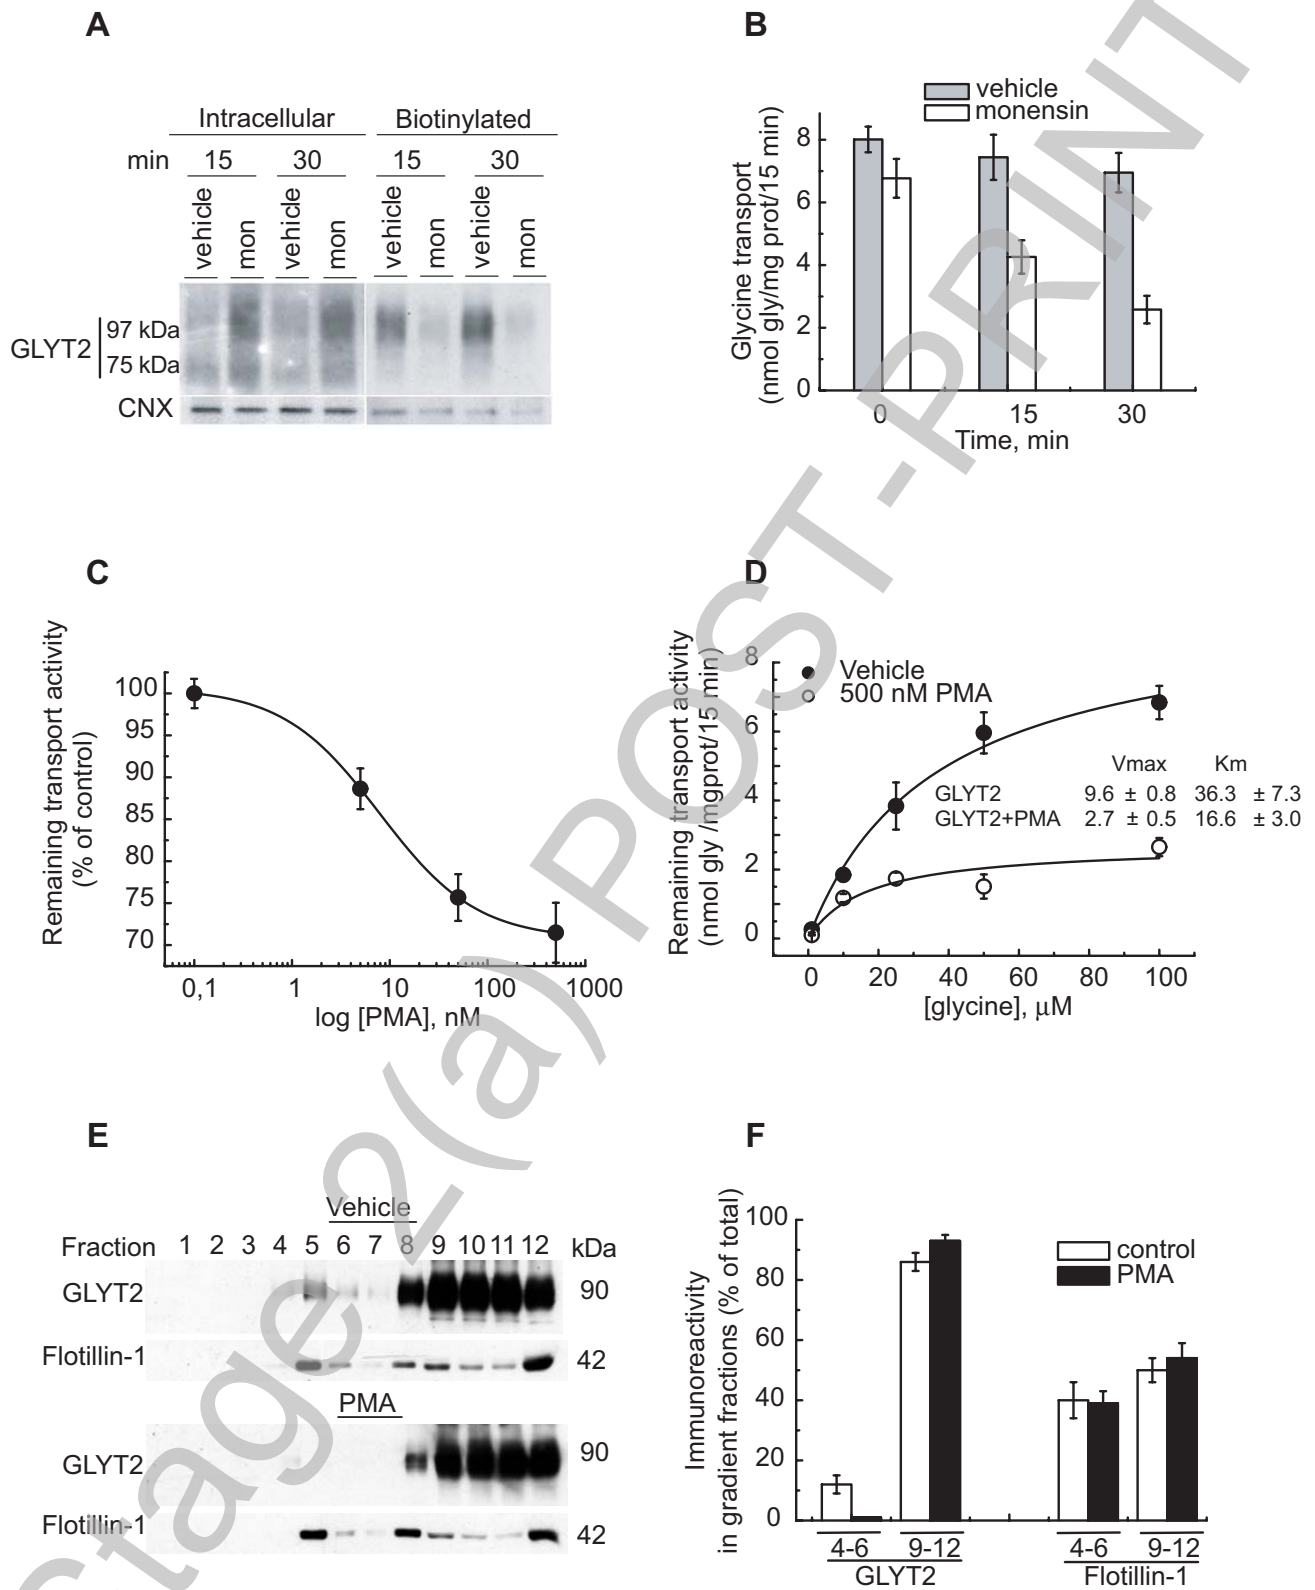 A
Intracellular Biotinylated
min 15 30 15 30
vehicle mon vehicle mon vehicle mon vehicle mon
GLYT2
97 kDa
75 kDa
CNX
B
vehicle
monensin
Glycine transport
(nmol gly/mg prot/15 min)
8
6
4
2
0
0 15 30
Time, min
C
Remaining transport activity
(% of control)
100
95
90
85
80
75
70
0,1 1 10 100 1000
log [PMA], nM
D
Remaining transport activity
(nmol gly /mgprot/15 min)
8
6
4
2
0
Vehicle
500 nM PMA
Vmax Km
GLYT2 9.6 ± 0.8 36.3 ± 7.3
GLYT2+PMA 2.7 ± 0.5 16.6 ± 3.0
0 20 40 60 80 100
[glycine], μM
E
Vehicle
Fraction 1 2 3 4 5 6 7 8 9 10 11 12 kDa
GLYT2 90
Flotillin-1 42
PMA
GLYT2 90
Flotillin-1 42
F
Immunoreactivity
in gradient fractions (% of total)
100
80
60
40
20
0
control
PMA
4-6 9-12 4-6 9-12
GLYT2 Flotillin-1
Stage 2(a) POST-PRINT